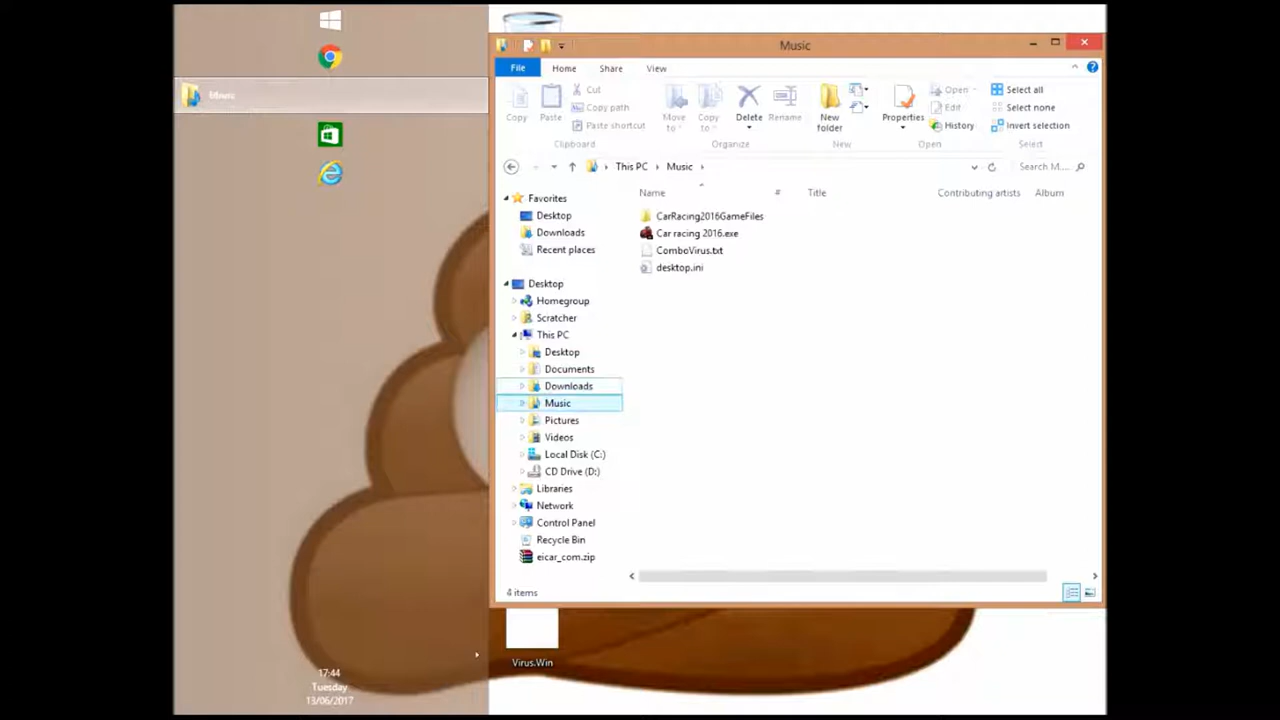 Music
Music
File
Home
Share
View
Copy
Paste
Cut
Copy path
Paste shortcut
Clipboard
Move to
Copy to
Delete
Rename
Organize
New folder
New
Properties
Open
Edit
History
Open
Select all
Select none
Invert selection
Select
This PC
Music
Search M...
Name
#
Title
Contributing artists
Album
Favorites
Desktop
Downloads
Recent places
Desktop
Homegroup
Scratcher
This PC
Desktop
Documents
Downloads
Music
Pictures
Videos
Local Disk (C:)
CD Drive (D:)
Libraries
Network
Control Panel
Recycle Bin
eicar_com.zip
CarRacing2016GameFiles
Car racing 2016.exe
ComboVirus.txt
desktop.ini
4 items
Virus.Win
17:44
Tuesday
13/06/2017